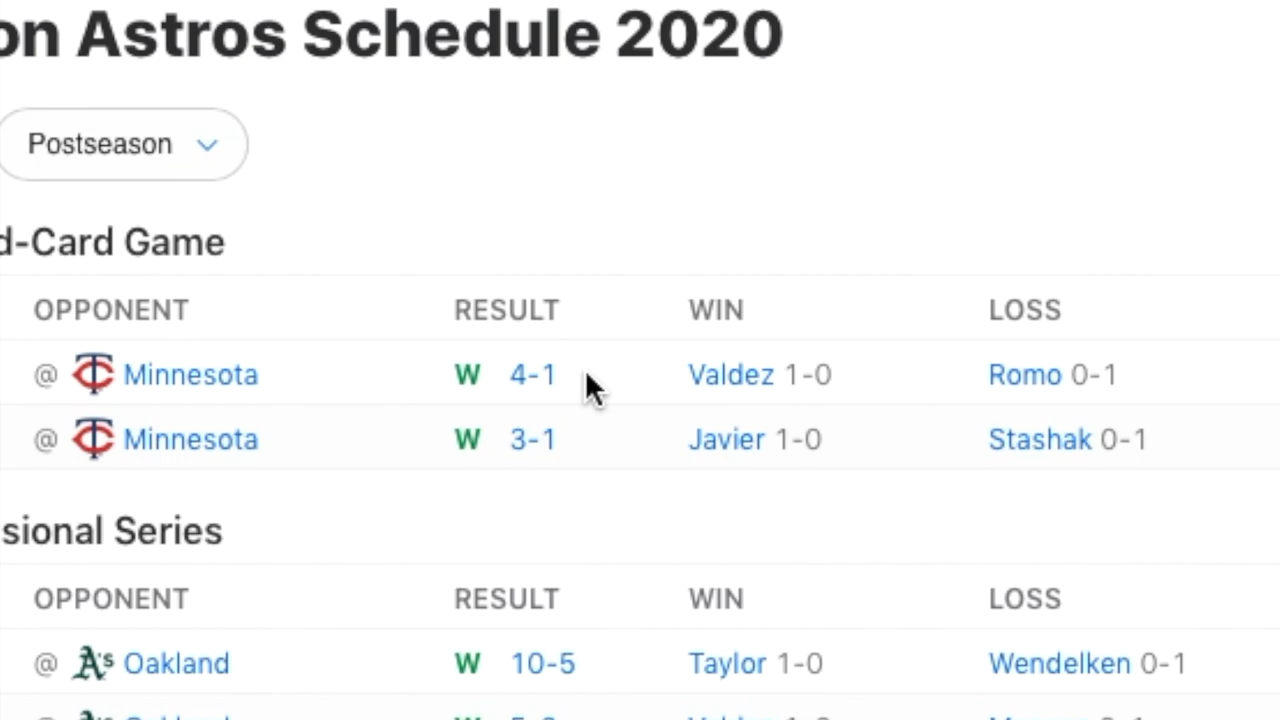 on Astros Schedule 2020
Postseason
d-Card Game
OPPONENT RESULT WIN LOSS
@ Minnesota W 4-1 Valdez 1-0 Romo 0-1
@ Minnesota W 3-1 Javier 1-0 Stashak 0-1
sional Series
OPPONENT RESULT WIN LOSS
@ A's Oakland W 10-5 Taylor 1-0 Wendelken 0-1